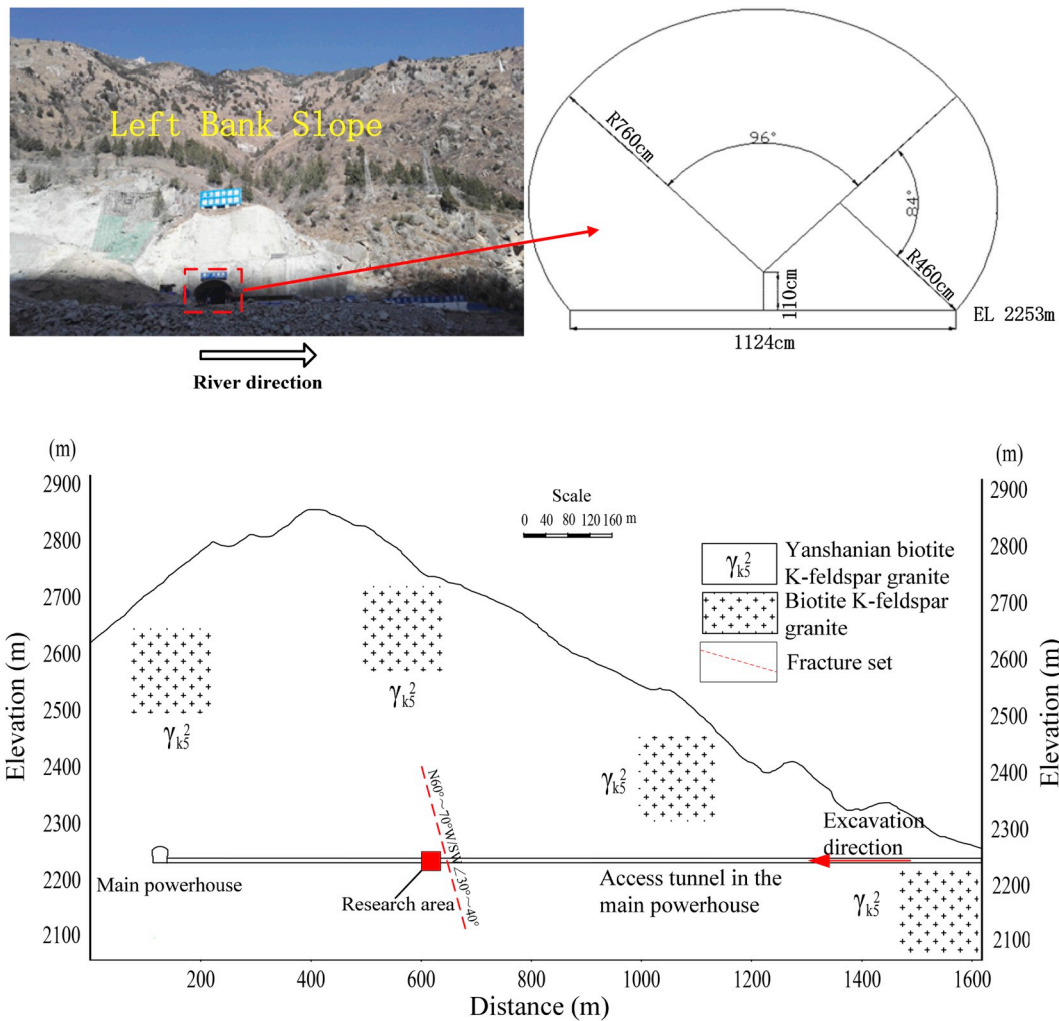 Left Bank Slope
River direction
R760cm
96°
84°
R460cm
110cm
EL 2253m
1124cm
(m)
(m)
Elevation (m)
2900
2800
2700
2600
2500
2400
2300
2200
2100
Scale
0 40 80 120 160 m
γk5²
Yanshanian biotite
K-feldspar granite
Biotite K-feldspar
granite
Fracture set
γk5²
γk5²
γk5²
γk5²
N60°~70°W/SW∠30°~40°
Excavation
direction
Main powerhouse
Research area
Access tunnel in the
main powerhouse
2900
2800
2700
2600
2500
2400
2300
2200
2100
Elevation (m)
200
400
600
800
1000
1200
1400
1600
Distance (m)